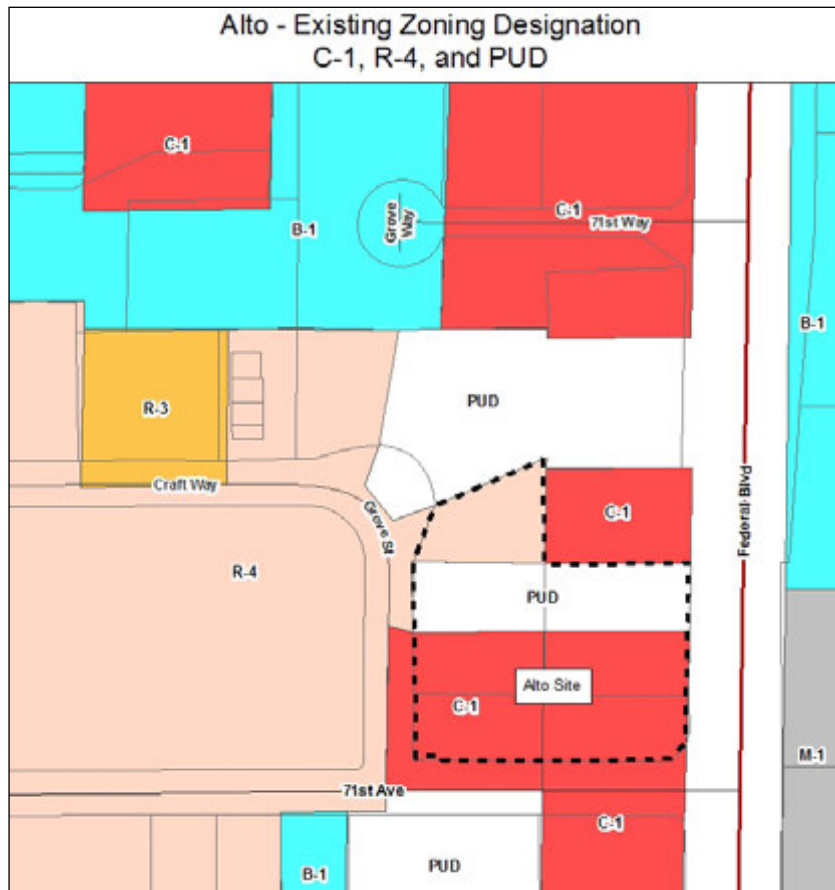 Alto - Existing Zoning Designation
C-1, R-4, and PUD
C-1
C-1
71st Way
Grove
Way
B-1
B-1
PUD
R-3
Craft Way
Grove St
C-1
Federal Blvd
R-4
PUD
Alto Site
C-1
M-1
71st Ave
C-1
B-1
PUD